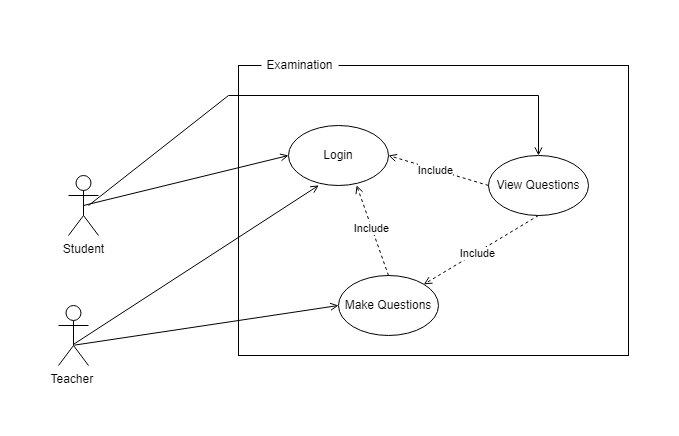 Examination
Login
Include
View Questions
Student
Include
Include
Make Questions
Teacher